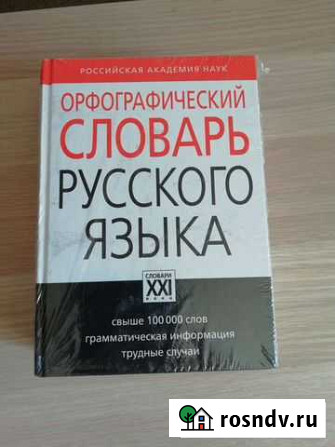 РОССИЙСКАЯ АКАДЕМИЯ НАУК
ОРФОГРАФИЧЕСКИЙ
СЛОВАРЬ
РУССКОГО
ЯЗЫКА
СЛОВАРИ
XXI
ВЕКА
свыше 100 000 слов
грамматическая информация
трудные случаи
rosndv.ru